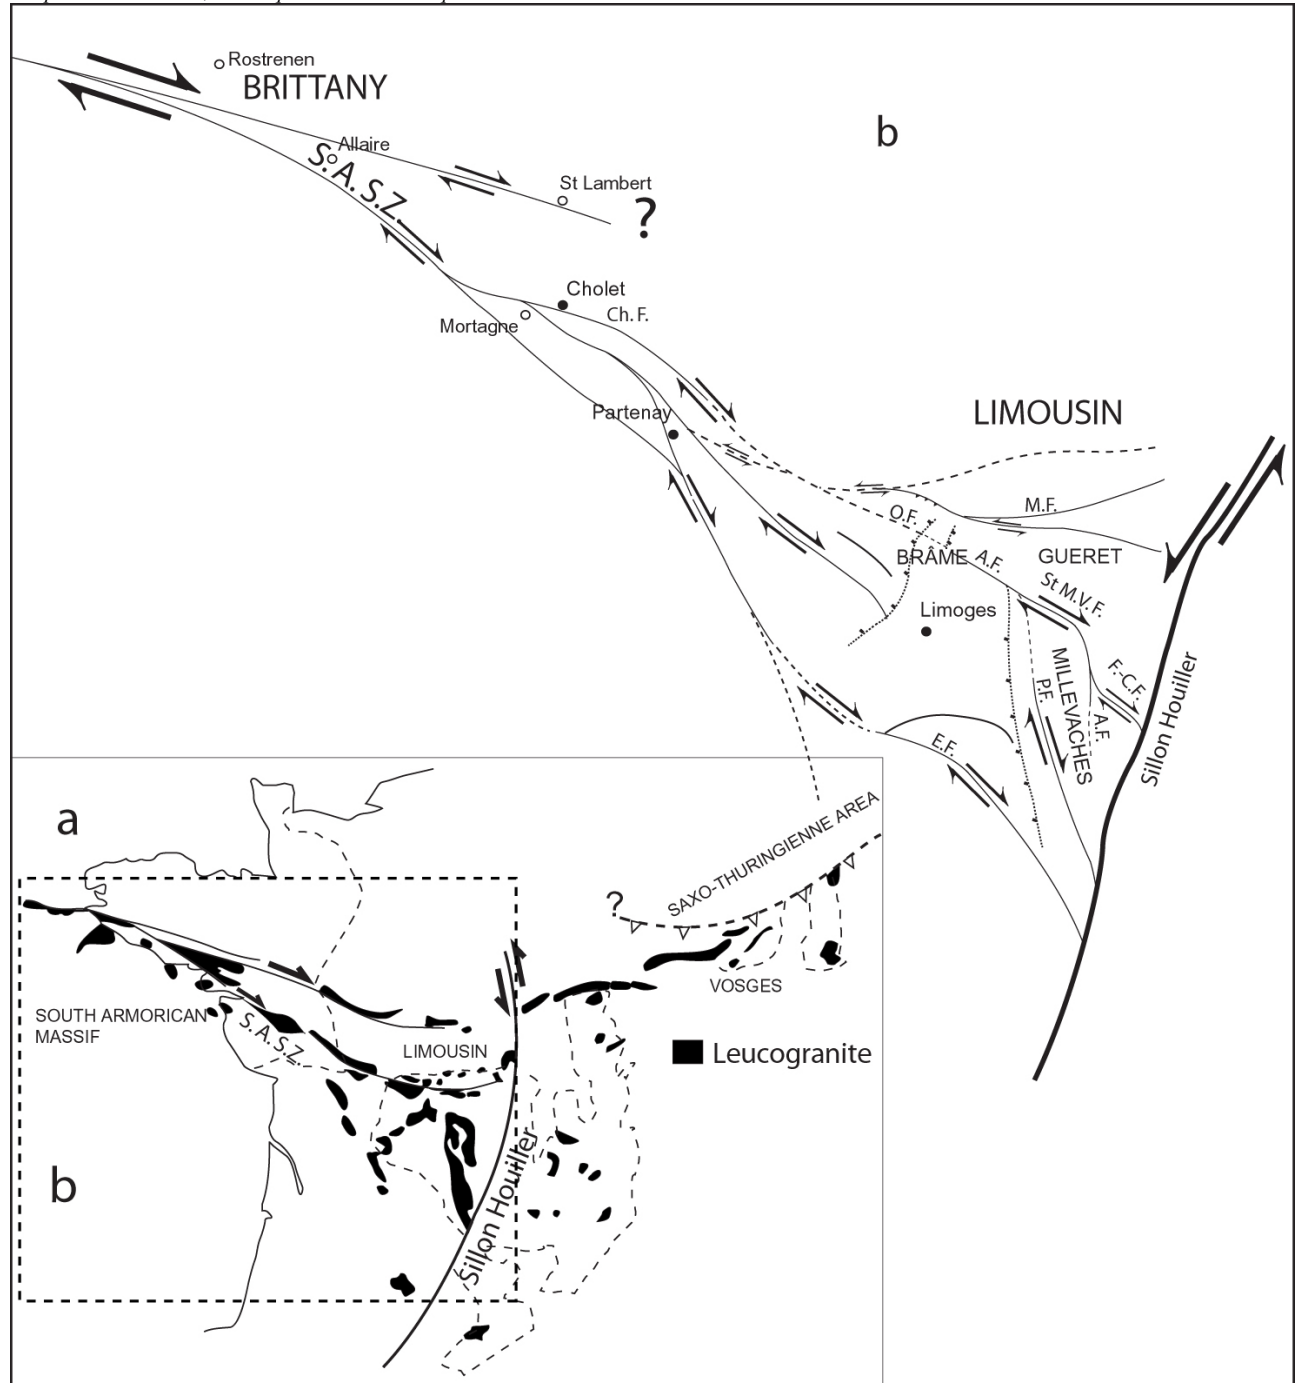 Rostrenen
BRITTANY
b
Allaire
S. A. S. Z.
St Lambert
?
Cholet
Ch. F.
Mortagne
Partenay
LIMOUSIN
M.F.
O.F.
BRÂME
A.F.
GUERET
St M.V. F.
Limoges
MILLEVACHES
P.F.
F.-C.F.
A.F.
Sillon Houiller
E.F.
a
SAXO-THURINGIENNE AREA
?
VOSGES
SOUTH ARMORICAN
MASSIF
S.A.S.Z.
LIMOUSIN
Leucogranite
b
Sillon Houiller